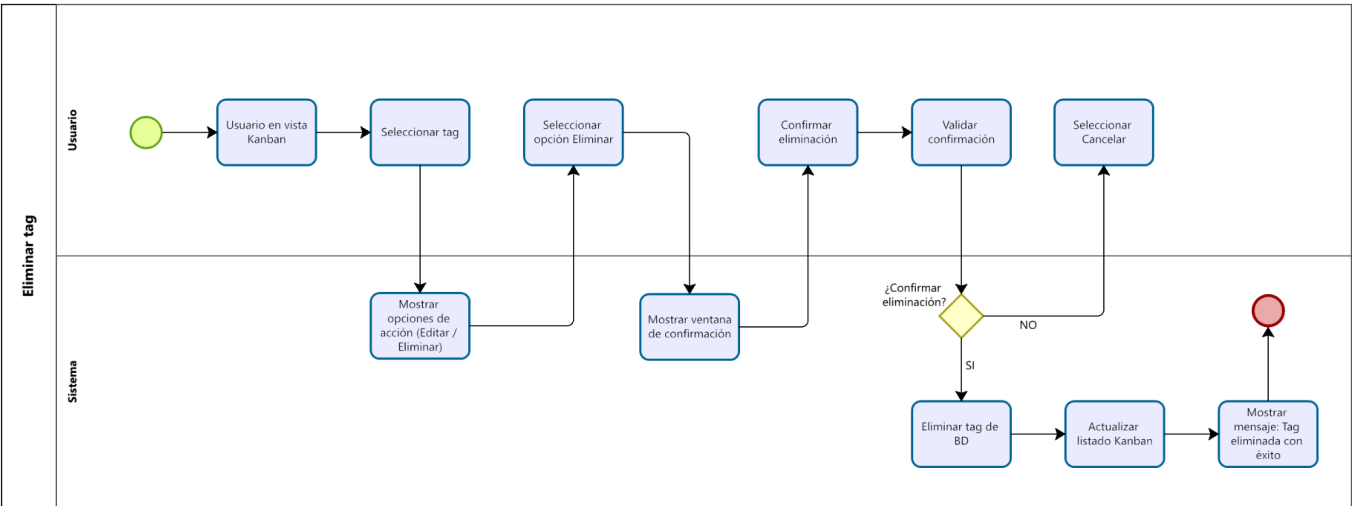 Eliminar tag
Usuario
Usuario en vista
Kanban
Seleccionar tag
Seleccionar
opción Eliminar
Confirmar
eliminación
Validar
confirmación
Seleccionar
Cancelar
Sistema
Mostrar
opciones de
acción (Editar /
Eliminar)
Mostrar ventana
de confirmación
¿Confirmar
eliminación?
NO
SI
Eliminar tag de
BD
Actualizar
listado Kanban
Mostrar
mensaje: Tag
eliminada con
éxito